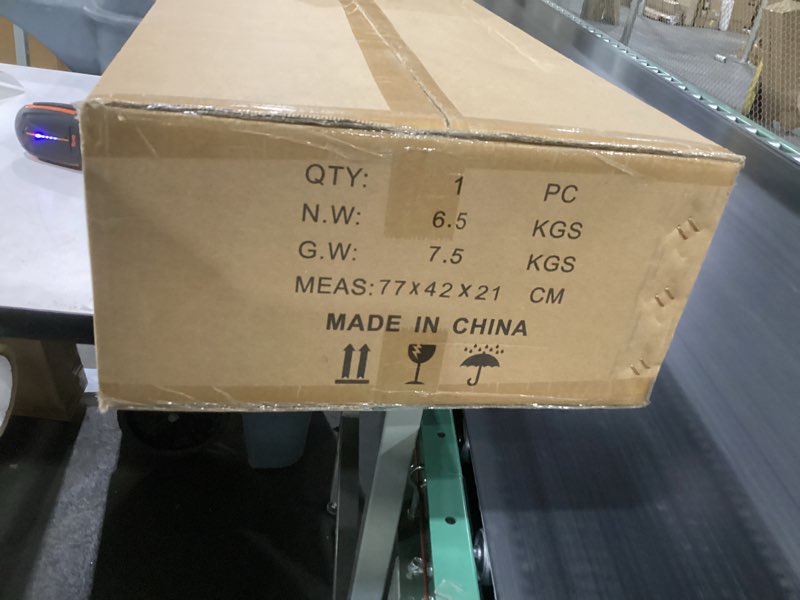 QTY: 1 PC
N.W: 6.5 KGS
G.W: 7.5 KGS
MEAS:77X42X21 CM
MADE IN CHINA